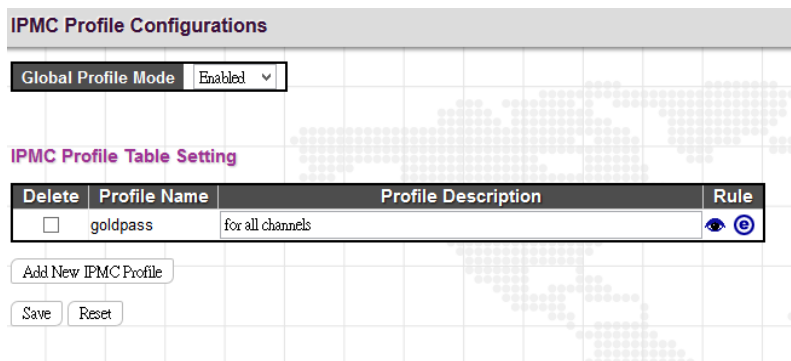 IPMC Profile Configurations
Global Profile Mode Enabled
IPMC Profile Table Setting
Delete Profile Name Profile Description Rule
goldpass for all channels e
Add New IPMC Profile
Save Reset